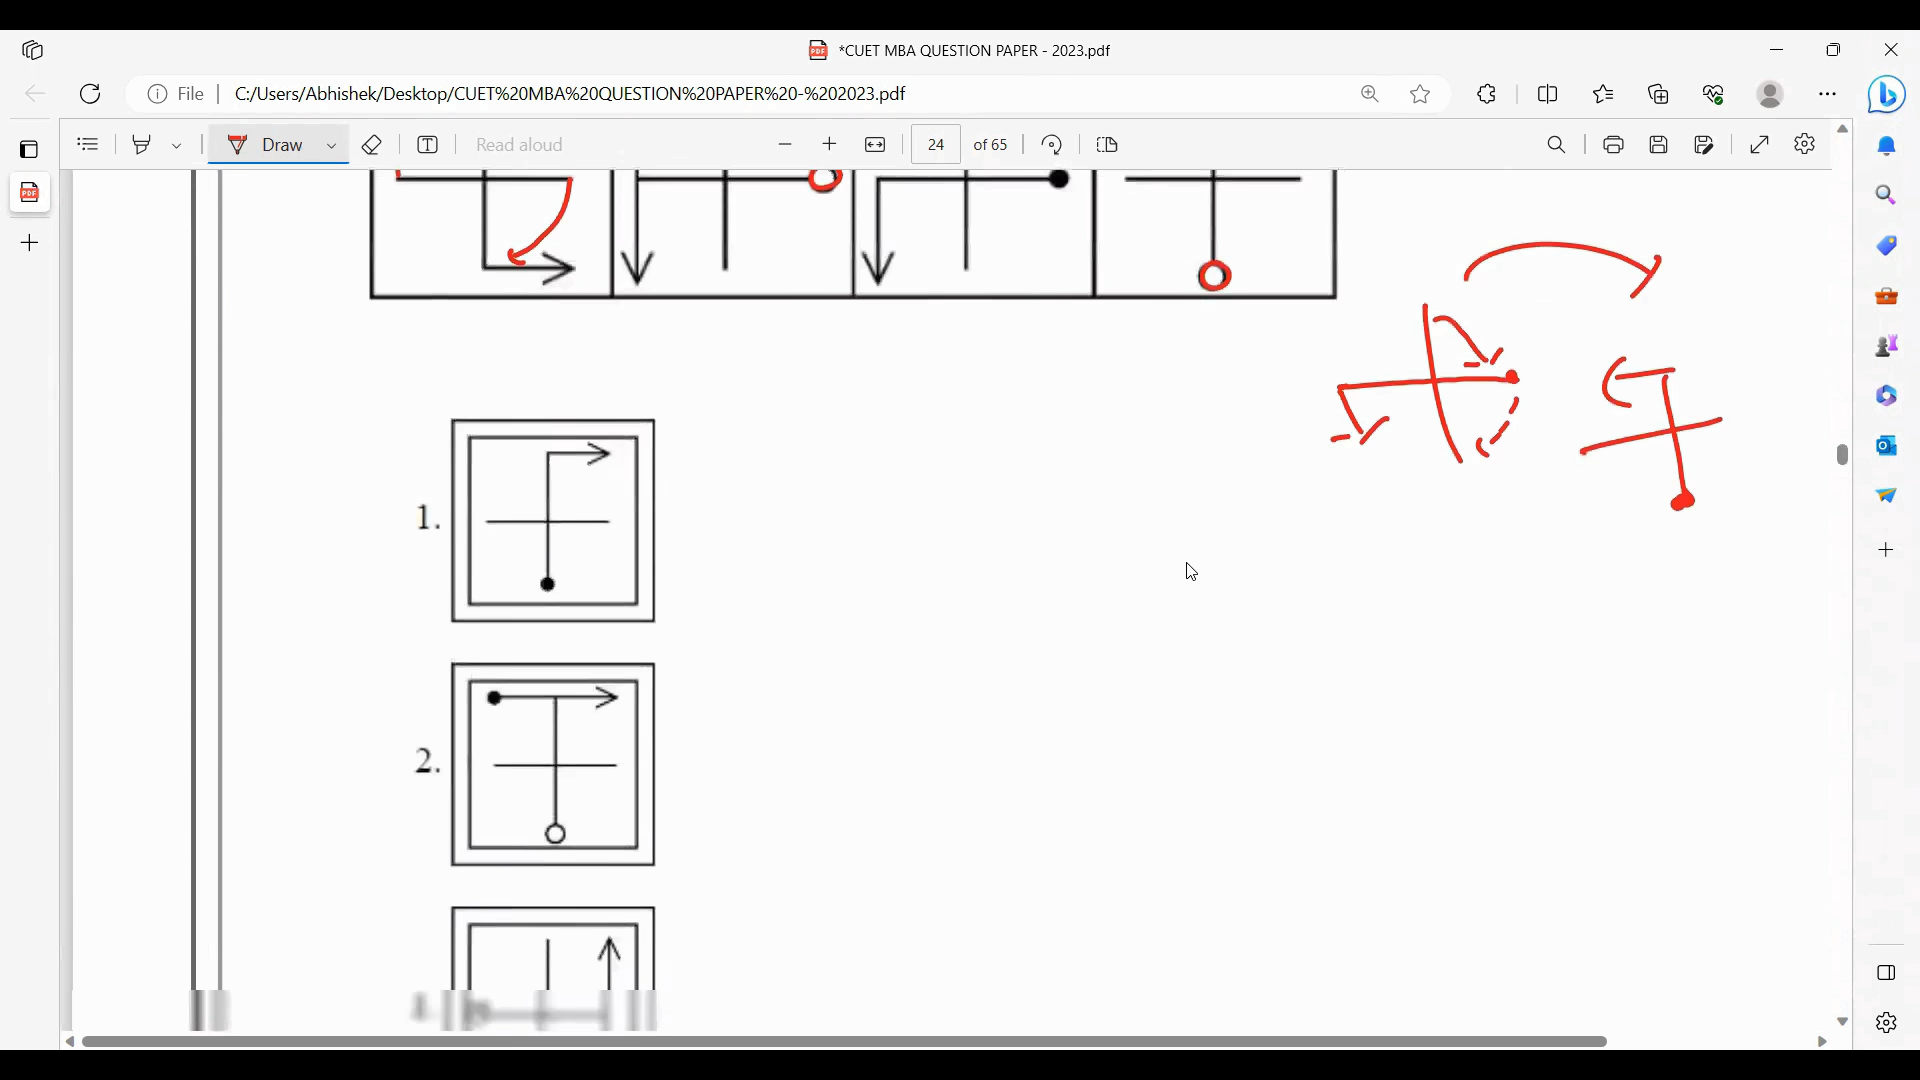 *CUET MBA QUESTION PAPER - 2023.pdf
File C:/Users/Abhishek/Desktop/CUET%20MBA%20QUESTION%20PAPER%20-%202023.pdf
Draw Read aloud 24 of 65
1.
2.